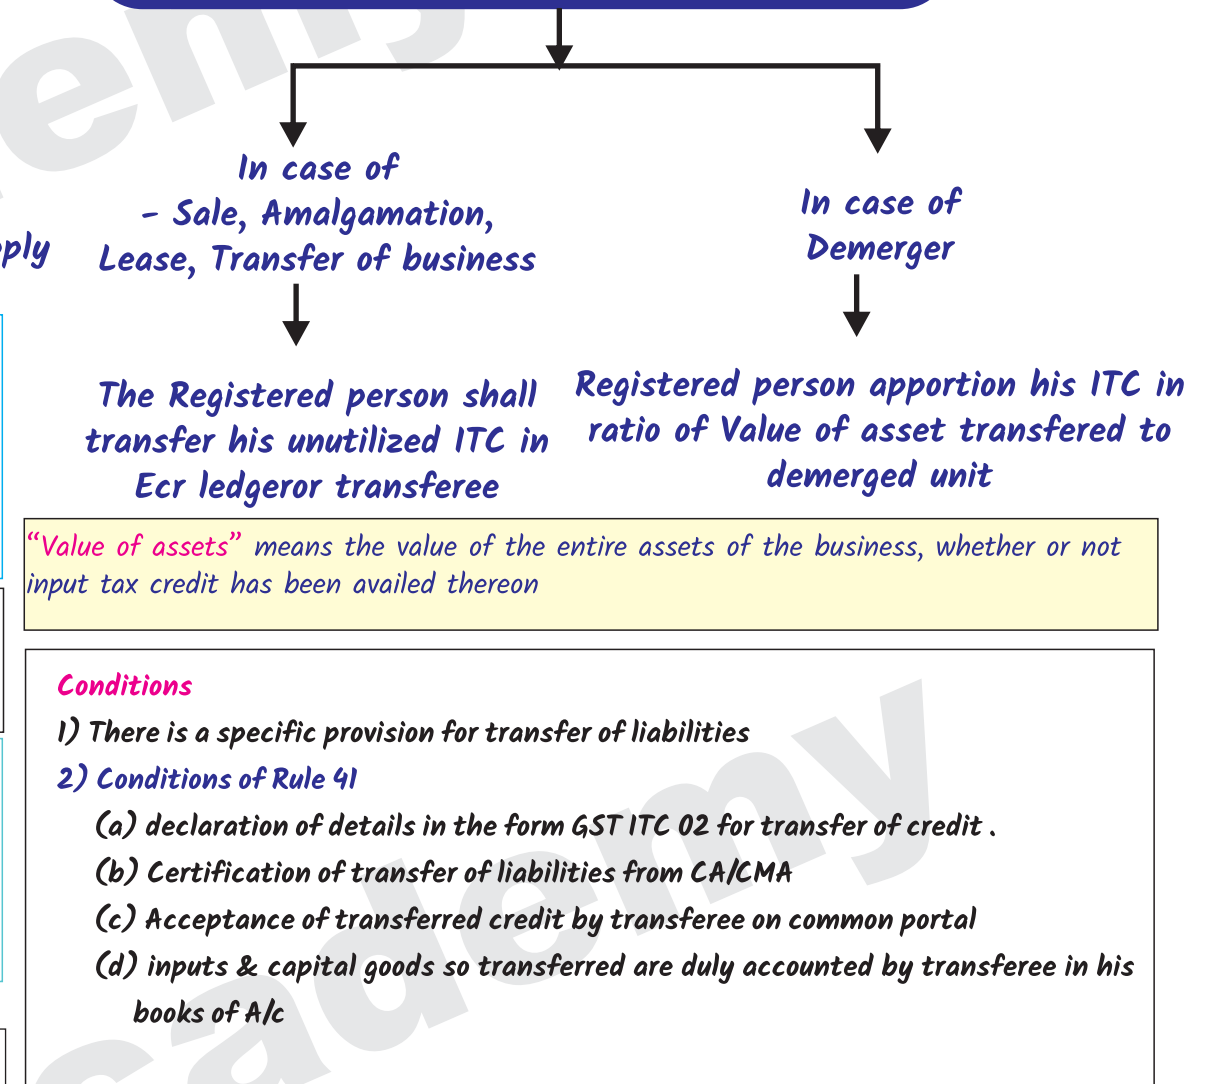 In case of
- Sale, Amalgamation,
Lease, Transfer of business
In case of
Demerger
The Registered person shall
transfer his unutilized ITC in
Ecr ledgeror transferee
Registered person apportion his ITC in
ratio of Value of asset transfered to
demerged unit
“Value of assets” means the value of the entire assets of the business, whether or not
input tax credit has been availed thereon
Conditions
1) There is a specific provision for transfer of liabilities
2) Conditions of Rule 41
(a) declaration of details in the form GST ITC 02 for transfer of credit .
(b) Certification of transfer of liabilities from CA/CMA
(c) Acceptance of transferred credit by transferee on common portal
(d) inputs & capital goods so transferred are duly accounted by transferee in his
books of A/c